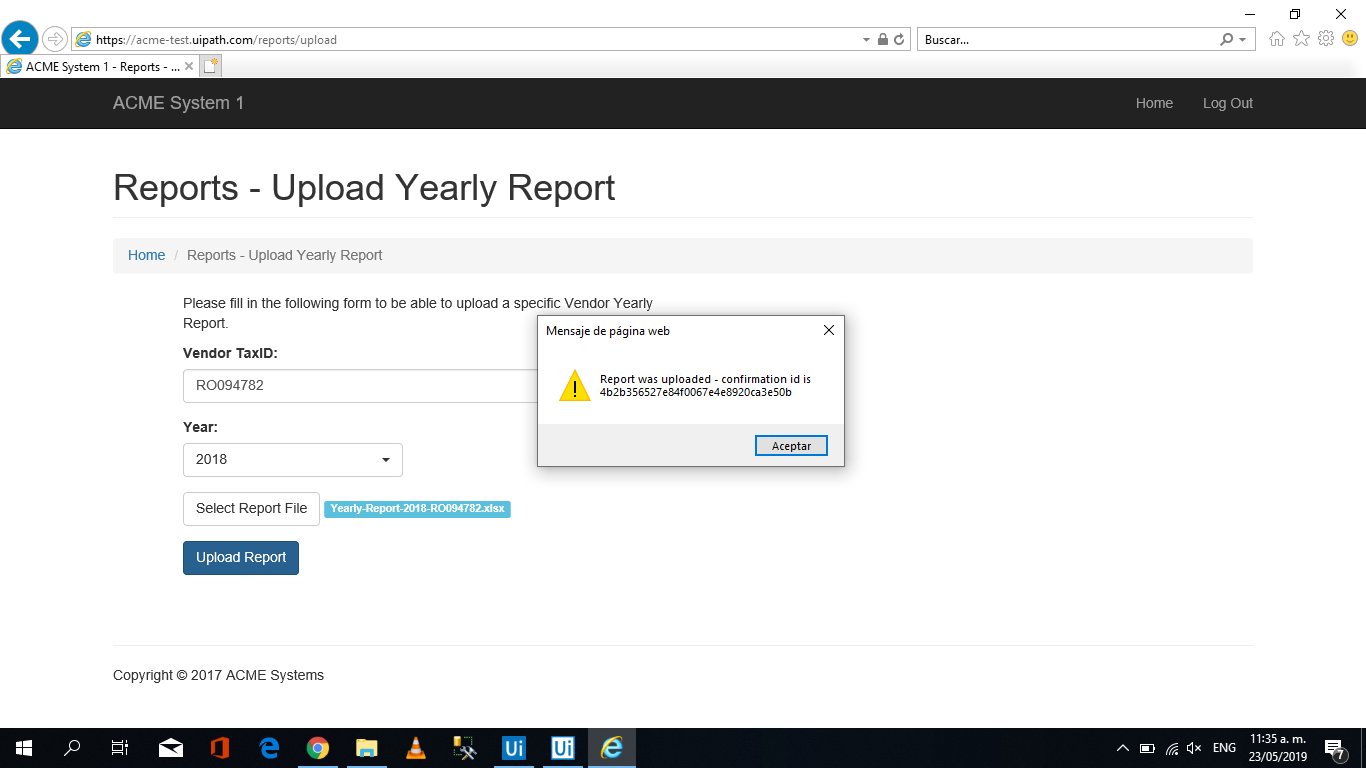 https://acme-test.uipath.com/reports/upload
Buscar...
ACME System 1 - Reports - ...
ACME System 1
Home
Log Out
Reports - Upload Yearly Report
Home / Reports - Upload Yearly Report
Please fill in the following form to be able to upload a specific Vendor Yearly
Report.
Vendor TaxID:
RO094782
Year:
2018
Select Report File
Yearly-Report-2018-RO094782.xlsx
Upload Report
Mensaje de página web
Report was uploaded - confirmation id is
4b2b356527e84f0067e4e8920ca3e50b
Aceptar
Copyright © 2017 ACME Systems
Ui
Ui
ENG
11:35 a. m.
23/05/2019
7